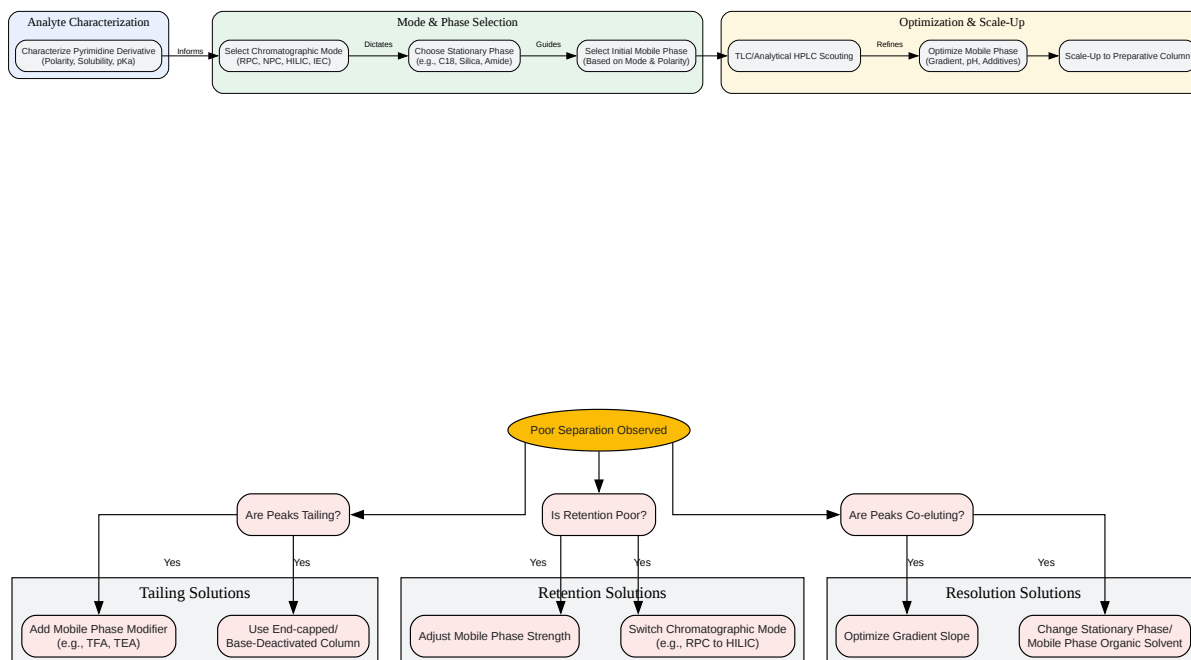 Analyte Characterization
Characterize Pyrimidine Derivative
(Polarity, Solubility, pKa)
Informs
Mode & Phase Selection
Select Chromatographic Mode
(RPC, NPC, HILIC, IEC)
Dictates
Choose Stationary Phase
(e.g., C18, Silica, Amide)
Guides
Select Initial Mobile Phase
(Based on Mode & Polarity)
Optimization & Scale-Up
TLC/Analytical HPLC Scouting
Refines
Optimize Mobile Phase
(Gradient, pH, Additives)
Scale-Up to Preparative Column
Poor Separation Observed
Are Peaks Tailing?
Is Retention Poor?
Are Peaks Co-eluting?
Yes
Yes
Yes
Yes
Yes
Yes
Tailing Solutions
Add Mobile Phase Modifier
(e.g., TFA, TEA)
Use End-capped/
Base-Deactivated Column
Retention Solutions
Adjust Mobile Phase Strength
Switch Chromatographic Mode
(e.g., RPC to HILIC)
Resolution Solutions
Optimize Gradient Slope
Change Stationary Phase/
Mobile Phase Organic Solvent